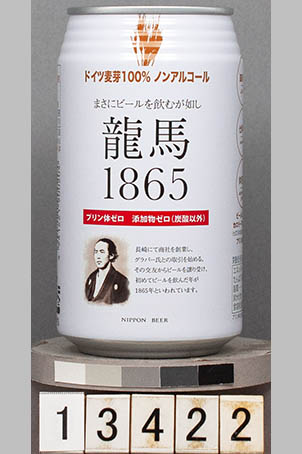 ドイツ麦芽100% ノンアルコール
まさにビールを飲むが如し
龍馬
1865
プリン体ゼロ 添加物ゼロ(炭酸以外)
長崎にて商社を創業し、
グラバー氏との取引を始める。
その交友からビールを譲り受け、
初めてビールを飲んだ年が
1865年といわれています。
NIPPON BEER
13422